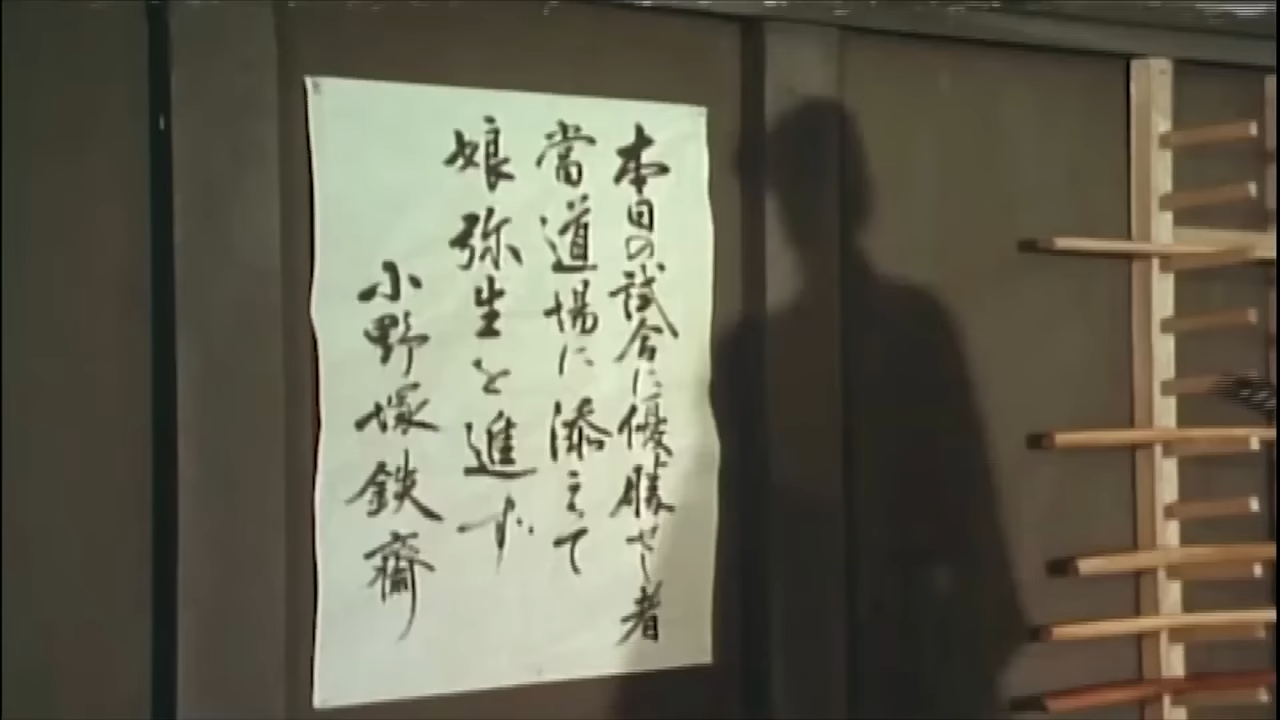 本日の試合に優勝せし者
當道場に添えて
娘弥生を進ず
小野塚鉄齋